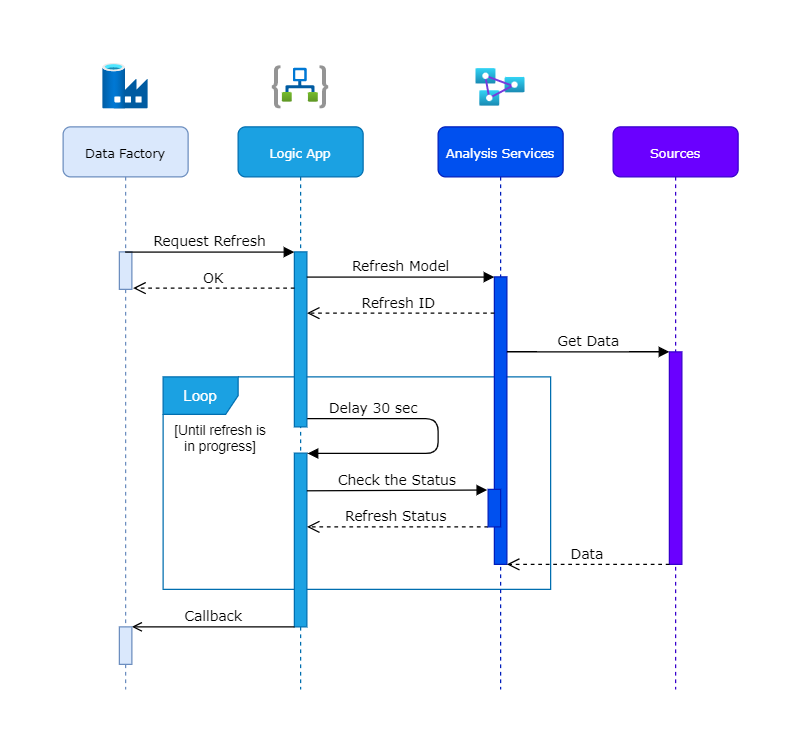 Data Factory
Logic App
Analysis Services
Sources
Request Refresh
Refresh Model
OK
Refresh ID
Get Data
Loop
Delay 30 sec
[Until refresh is
in progress]
Check the Status
Refresh Status
Data
Callback